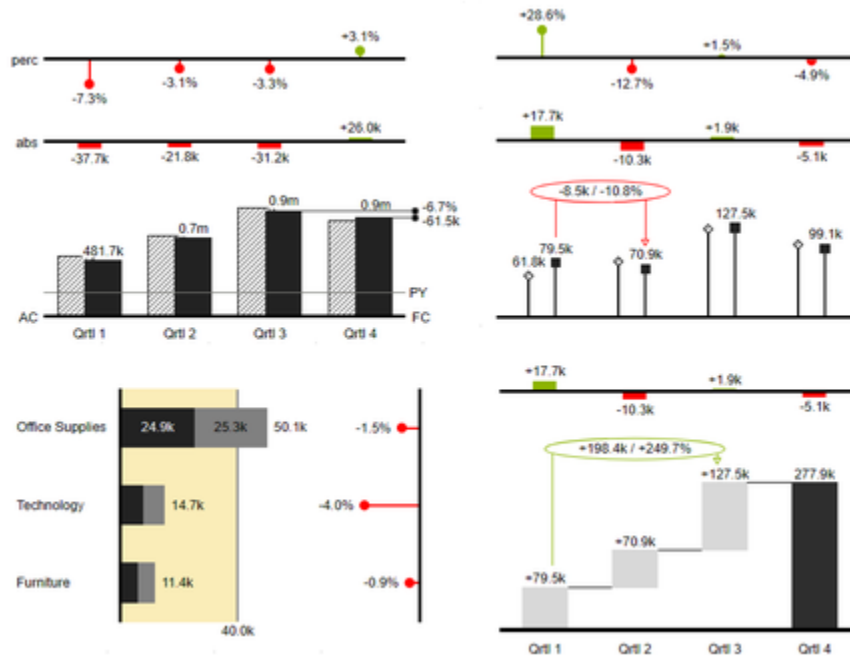 +3.1%
perc
-7.3%
-3.1%
-3.3%
+26.0k
abs
-37.7k
-21.8k
-31.2k
481.7k
0.7m
0.9m
0.9m
-6.7%
-61.5k
PY
AC
FC
Qrtl 1
Qrtl 2
Qrtl 3
Qrtl 4
+28.6%
+1.5%
-12.7%
-4.9%
+17.7k
+1.9k
-10.3k
-5.1k
-8.5k / -10.8%
61.8k
79.5k
70.9k
127.5k
99.1k
Office Supplies
24.9k
25.3k
50.1k
-1.5%
Technology
14.7k
-4.0%
Furniture
11.4k
-0.9%
40.0k
+17.7k
+1.9k
-10.3k
-5.1k
+198.4k / +249.7%
+79.5k
+70.9k
+127.5k
277.9k
Qrtl 1
Qrtl 2
Qrtl 3
Qrtl 4